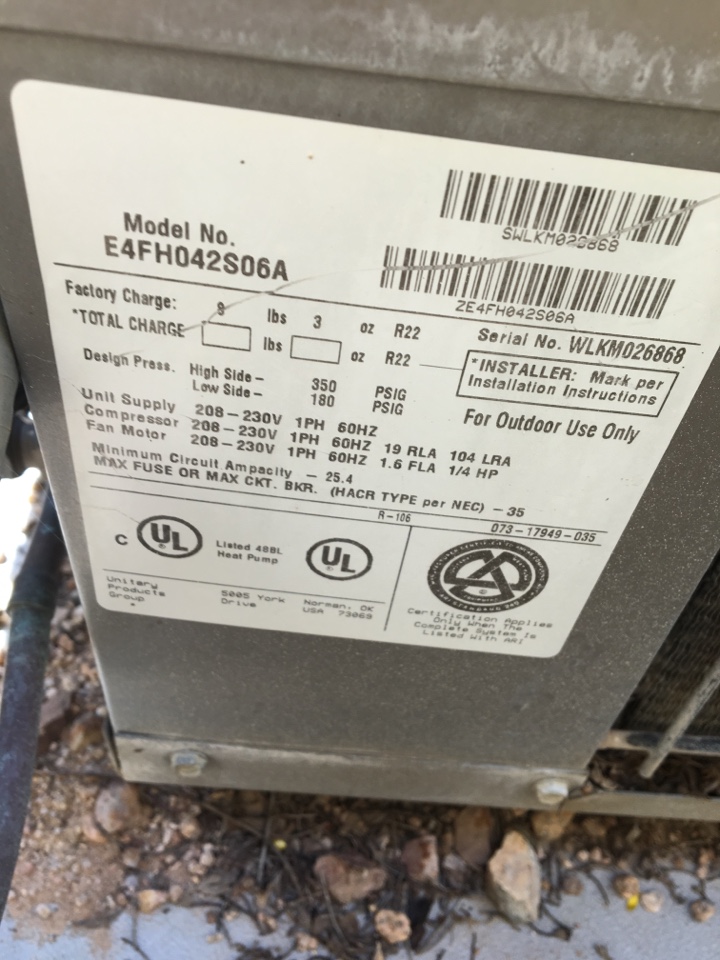 SWLKM026868
Model No.
E4FH042S06A
ZE4FH042S06A
Serial No. WLKM026868
Factory Charge: lbs 3 oz R22
*TOTAL CHARGE lbs oz R22
*INSTALLER: Mark per
Installation Instructions
Design Press. High Side – 350 PSIG
Low Side – 180 PSIG
For Outdoor Use Only
Unit Supply 208-230V 1PH 60HZ
Compressor 208-230V 1PH 60HZ 19 RLA 104 LRA
Fan Motor 208-230V 1PH 60HZ 1.6 FLA 1/4 HP
Minimum Circuit Ampacity – 25.4
MAX FUSE OR MAX CKT. BKR. (HACR TYPE per NEC) – 35
R-106 073-17949-035
C UL Listed 48BL
Heat Pump UL
Unitary
Products
Group
5005 York
Drive
Norman, OK
USA 73069
Certification Applies
Only When The
Complete System Is
Listed With ARI